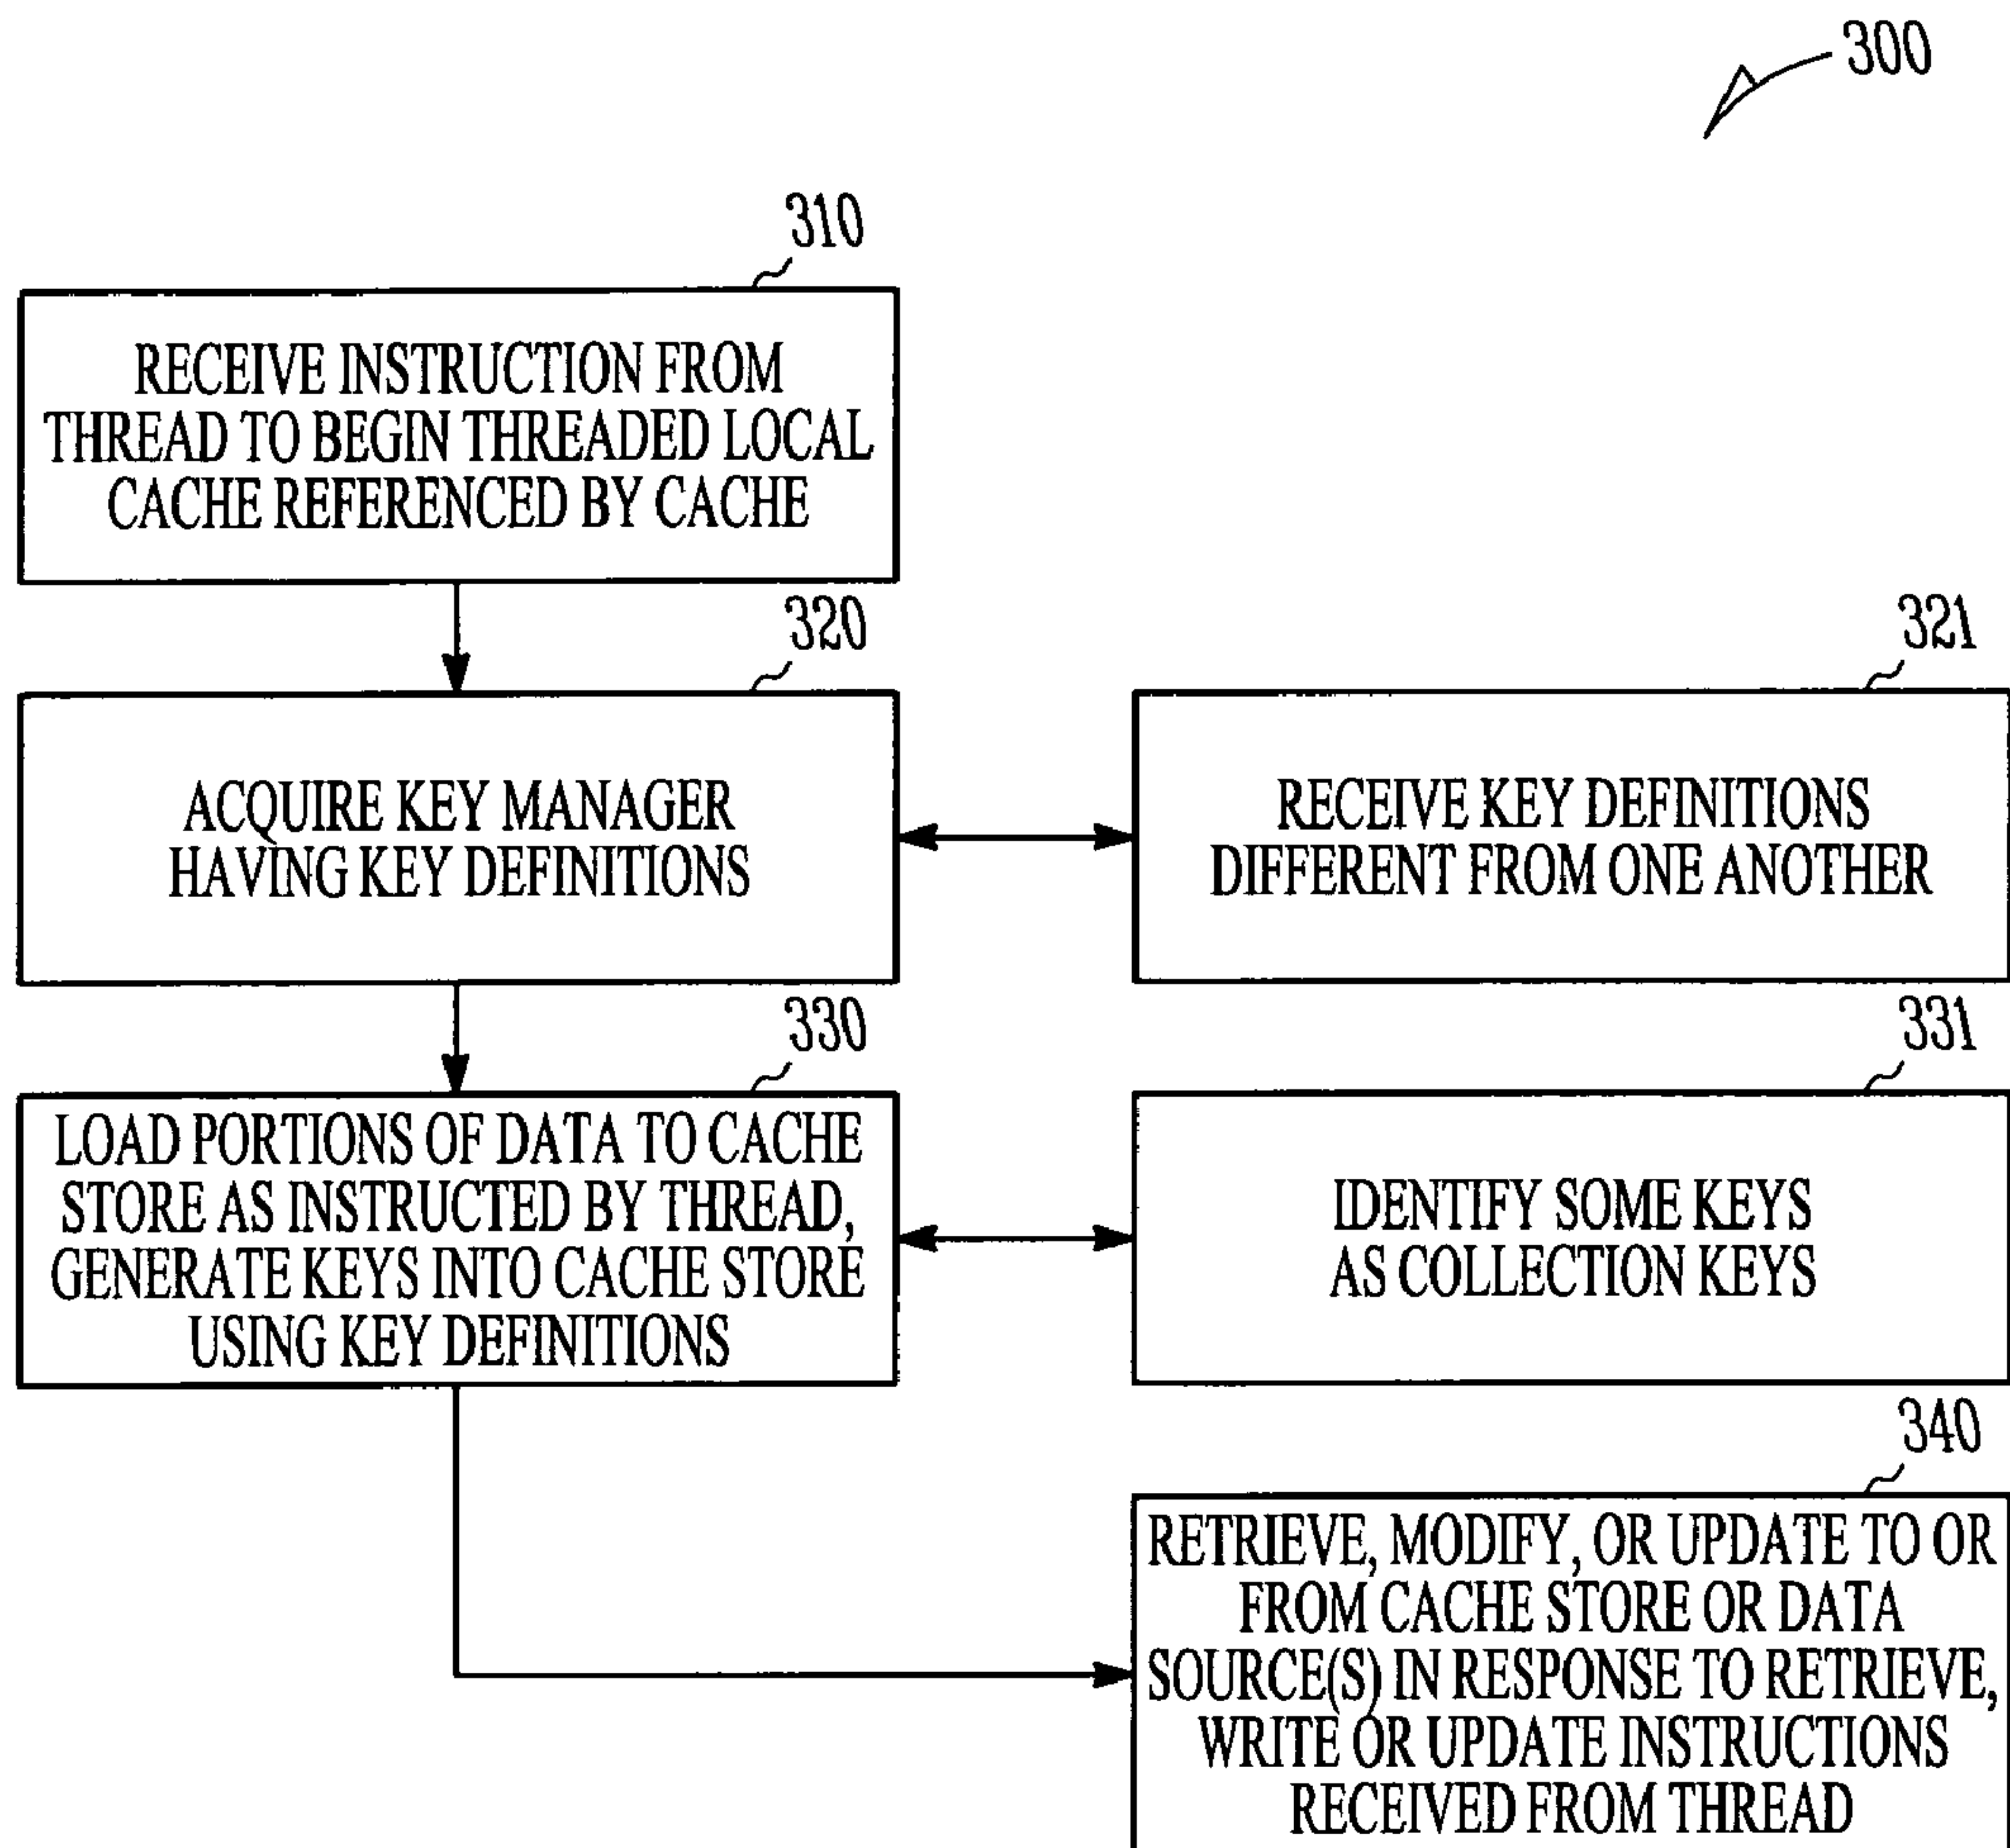 300
310
RECEIVE INSTRUCTION FROM
THREAD TO BEGIN THREADED LOCAL
CACHE REFERENCED BY CACHE
320
ACQUIRE KEY MANAGER
HAVING KEY DEFINITIONS
321
RECEIVE KEY DEFINITIONS
DIFFERENT FROM ONE ANOTHER
330
LOAD PORTIONS OF DATA TO CACHE
STORE AS INSTRUCTED BY THREAD,
GENERATE KEYS INTO CACHE STORE
USING KEY DEFINITIONS
331
IDENTIFY SOME KEYS
AS COLLECTION KEYS
340
RETRIEVE, MODIFY, OR UPDATE TO OR
FROM CACHE STORE OR DATA
SOURCE(S) IN RESPONSE TO RETRIEVE,
WRITE OR UPDATE INSTRUCTIONS
RECEIVED FROM THREAD